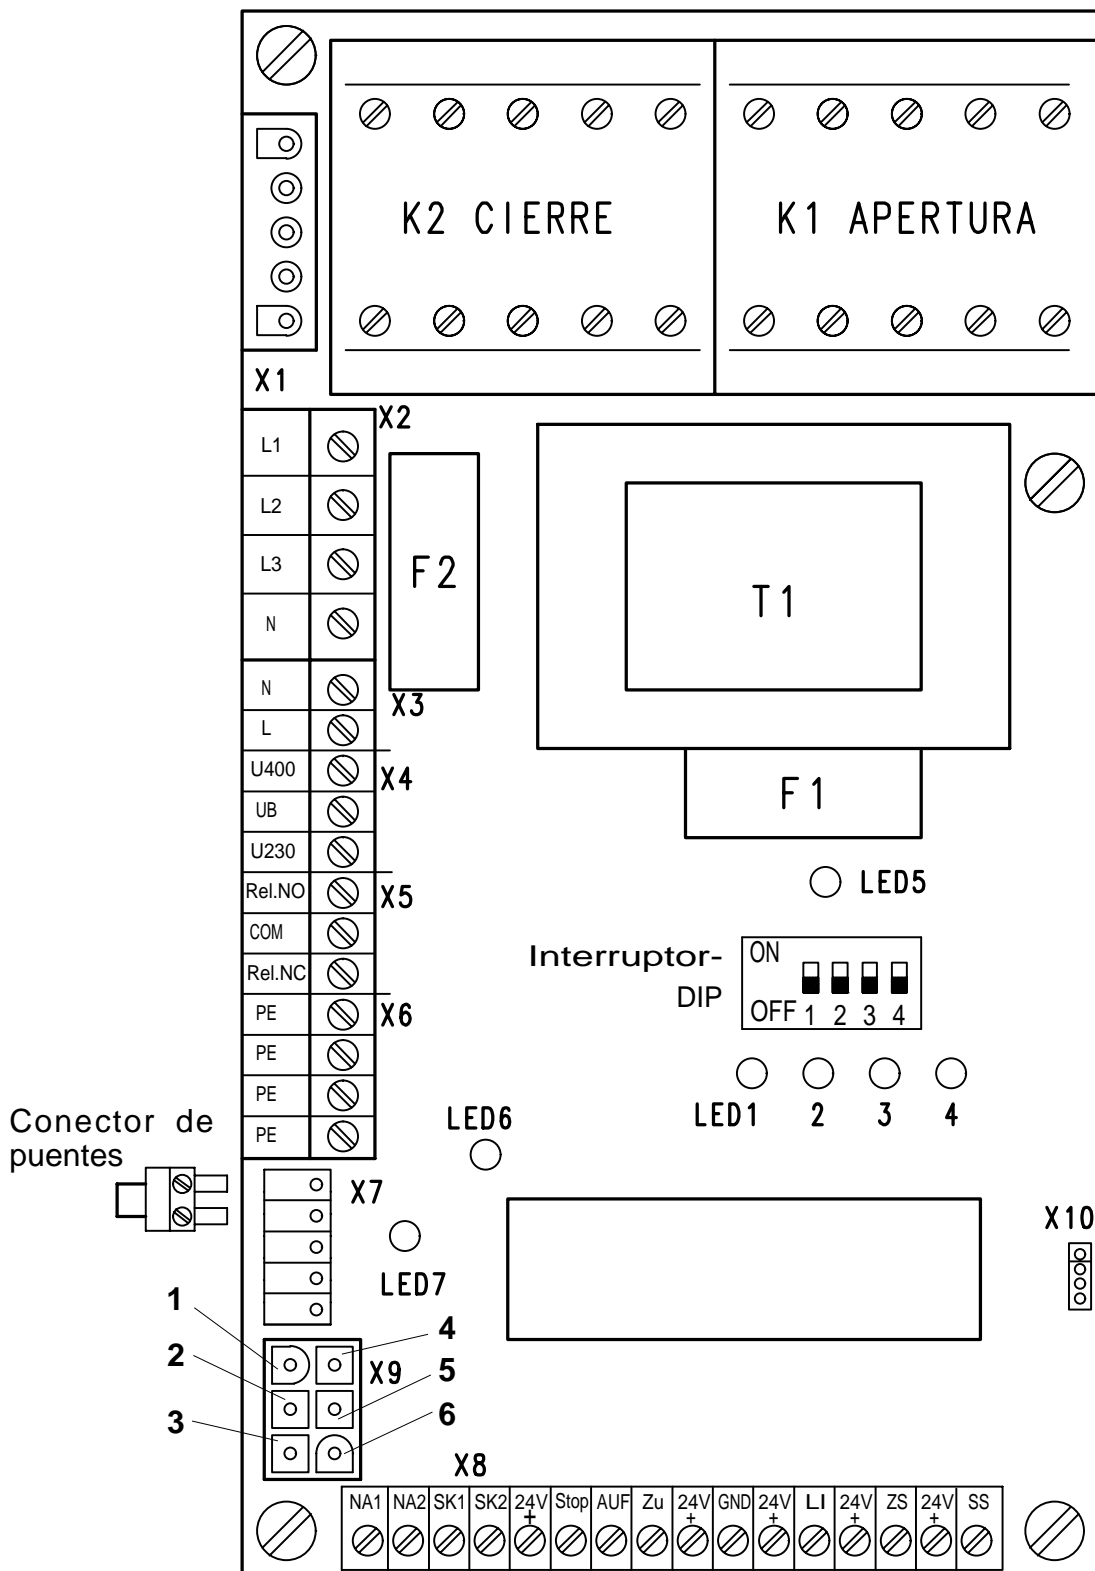 K2 CIERRE
K1 APERTURA
X1
X2
L1
L2
L3
N
F2
T1
N
X3
L
U400
X4
UB
F1
U230
Rel.NO
X5
LED5
COM
Interruptor-
DIP
ON
OFF 1 2 3 4
Rel.NC
PE
X6
PE
PE
PE
LED1 2 3 4
LED6
Conector de
puentes
X7
X10
LED7
1
2
3
4
X9
5
6
X8
NA1 NA2 SK1 SK2 24V Stop AUF Zu 24V GND 24V LI 24V ZS 24V SS
+ + + + +